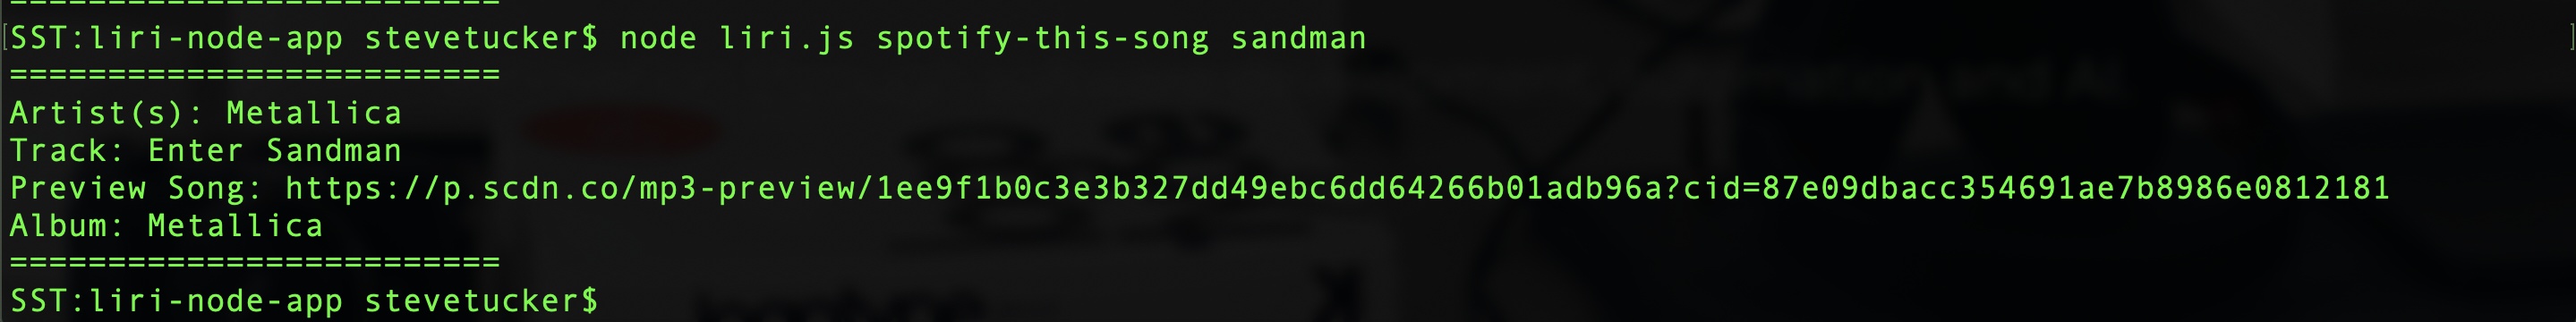 =========================
SST:liri-node-app stevetucker$ node liri.js spotify-this-song sandman
=========================
Artist(s): Metallica
Track: Enter Sandman
Preview Song: https://p.scdn.co/mp3-preview/1ee9f1b0c3e3b327dd49ebc6dd64266b01adb96a?cid=87e09dbacc354691ae7b8986e0812181
Album: Metallica
=========================
SST:liri-node-app stevetucker$